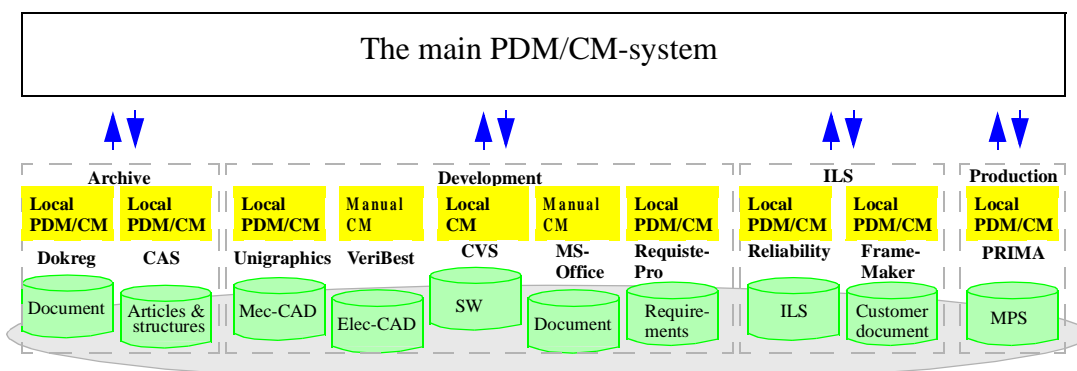 The main PDM/CM-system
Archive
Development
ILS
Production
Local
PDM/CM
Local
PDM/CM
Local
PDM/CM
Manual
CM
Local
CM
Manual
CM
Local
PDM/CM
Local
PDM/CM
Local
PDM/CM
Local
PDM/CM
Dokreg
CAS
Unigraphics
VeriBest
CVS
MS-
Office
Requiste-
Pro
Reliability
Frame-
Maker
PRIMA
Document
Articles &
structures
Mec-CAD
Elec-CAD
SW
Document
Require-
ments
ILS
Customer
document
MPS